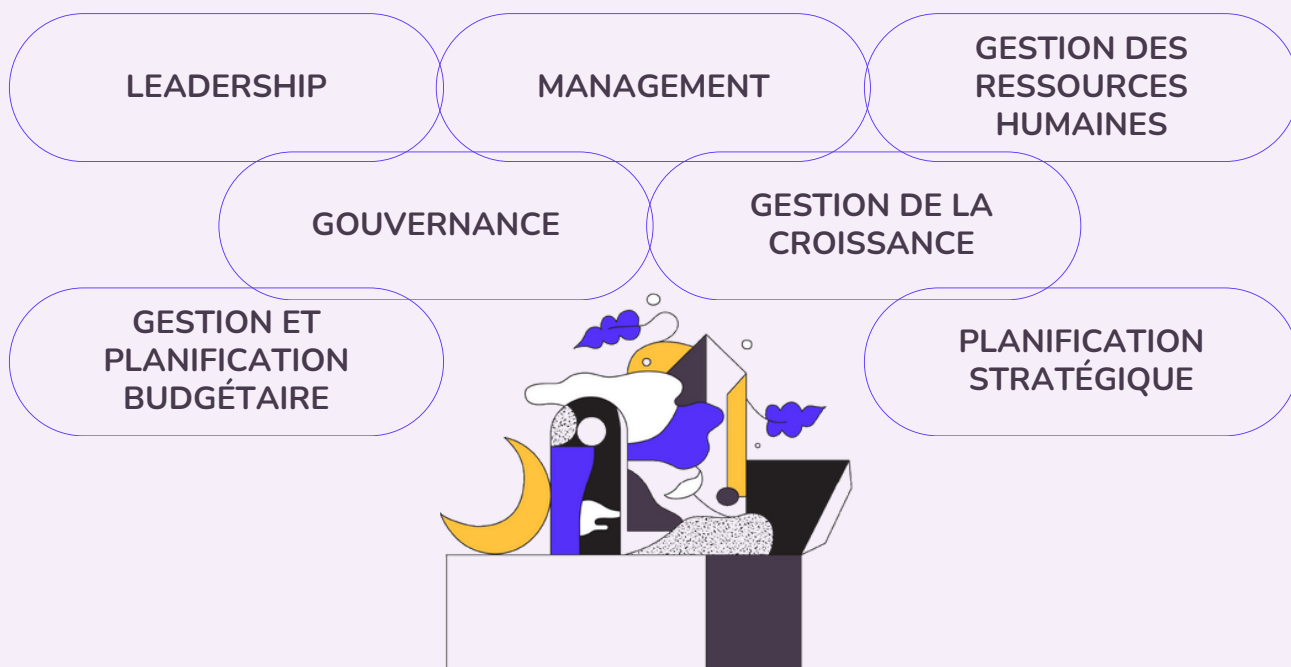 LEADERSHIP
MANAGEMENT
GESTION DES
RESSOURCES
HUMAINES
GOUVERNANCE
GESTION DE LA
CROISSANCE
GESTION ET
PLANIFICATION
BUDGÉTAIRE
PLANIFICATION
STRATÉGIQUE